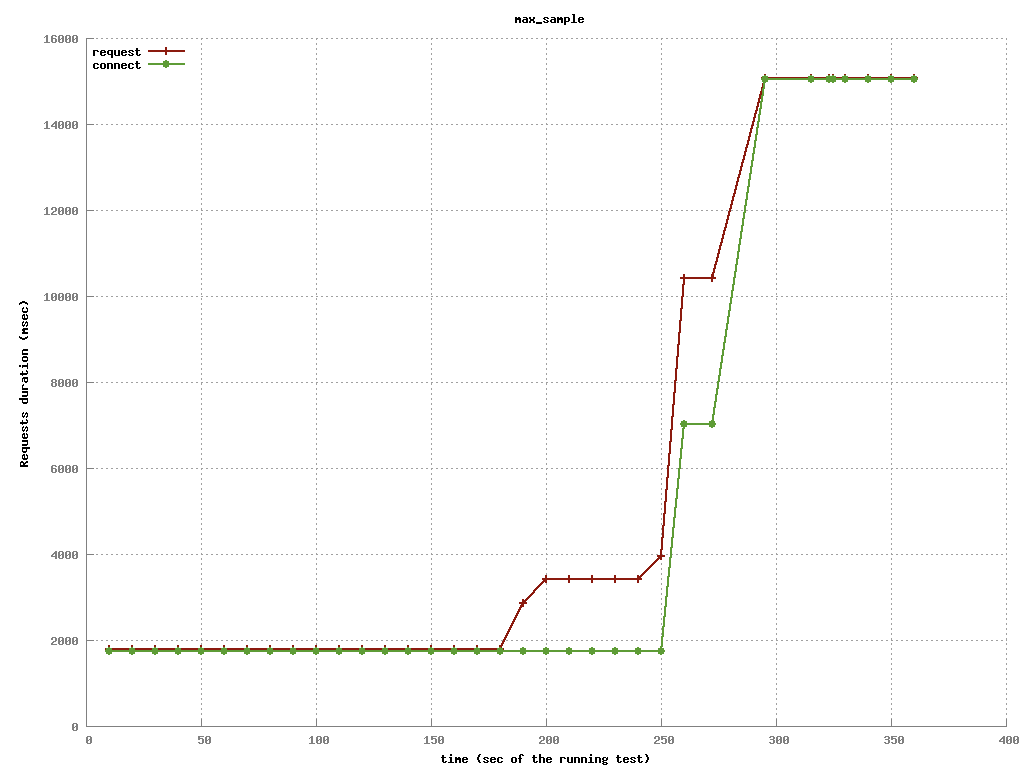 max_sample
16000
14000
12000
10000
8000
6000
4000
2000
0
request
connect
Requests duration (msec)
0 50 100 150 200 250 300 350 400
time (sec of the running test)